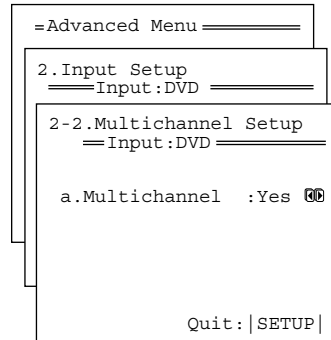 Advanced Menu
2.Input Setup
Input:DVD
2-2.Multichannel Setup
Input:DVD
a.Multichannel :Yes
Quit:|SETUP|